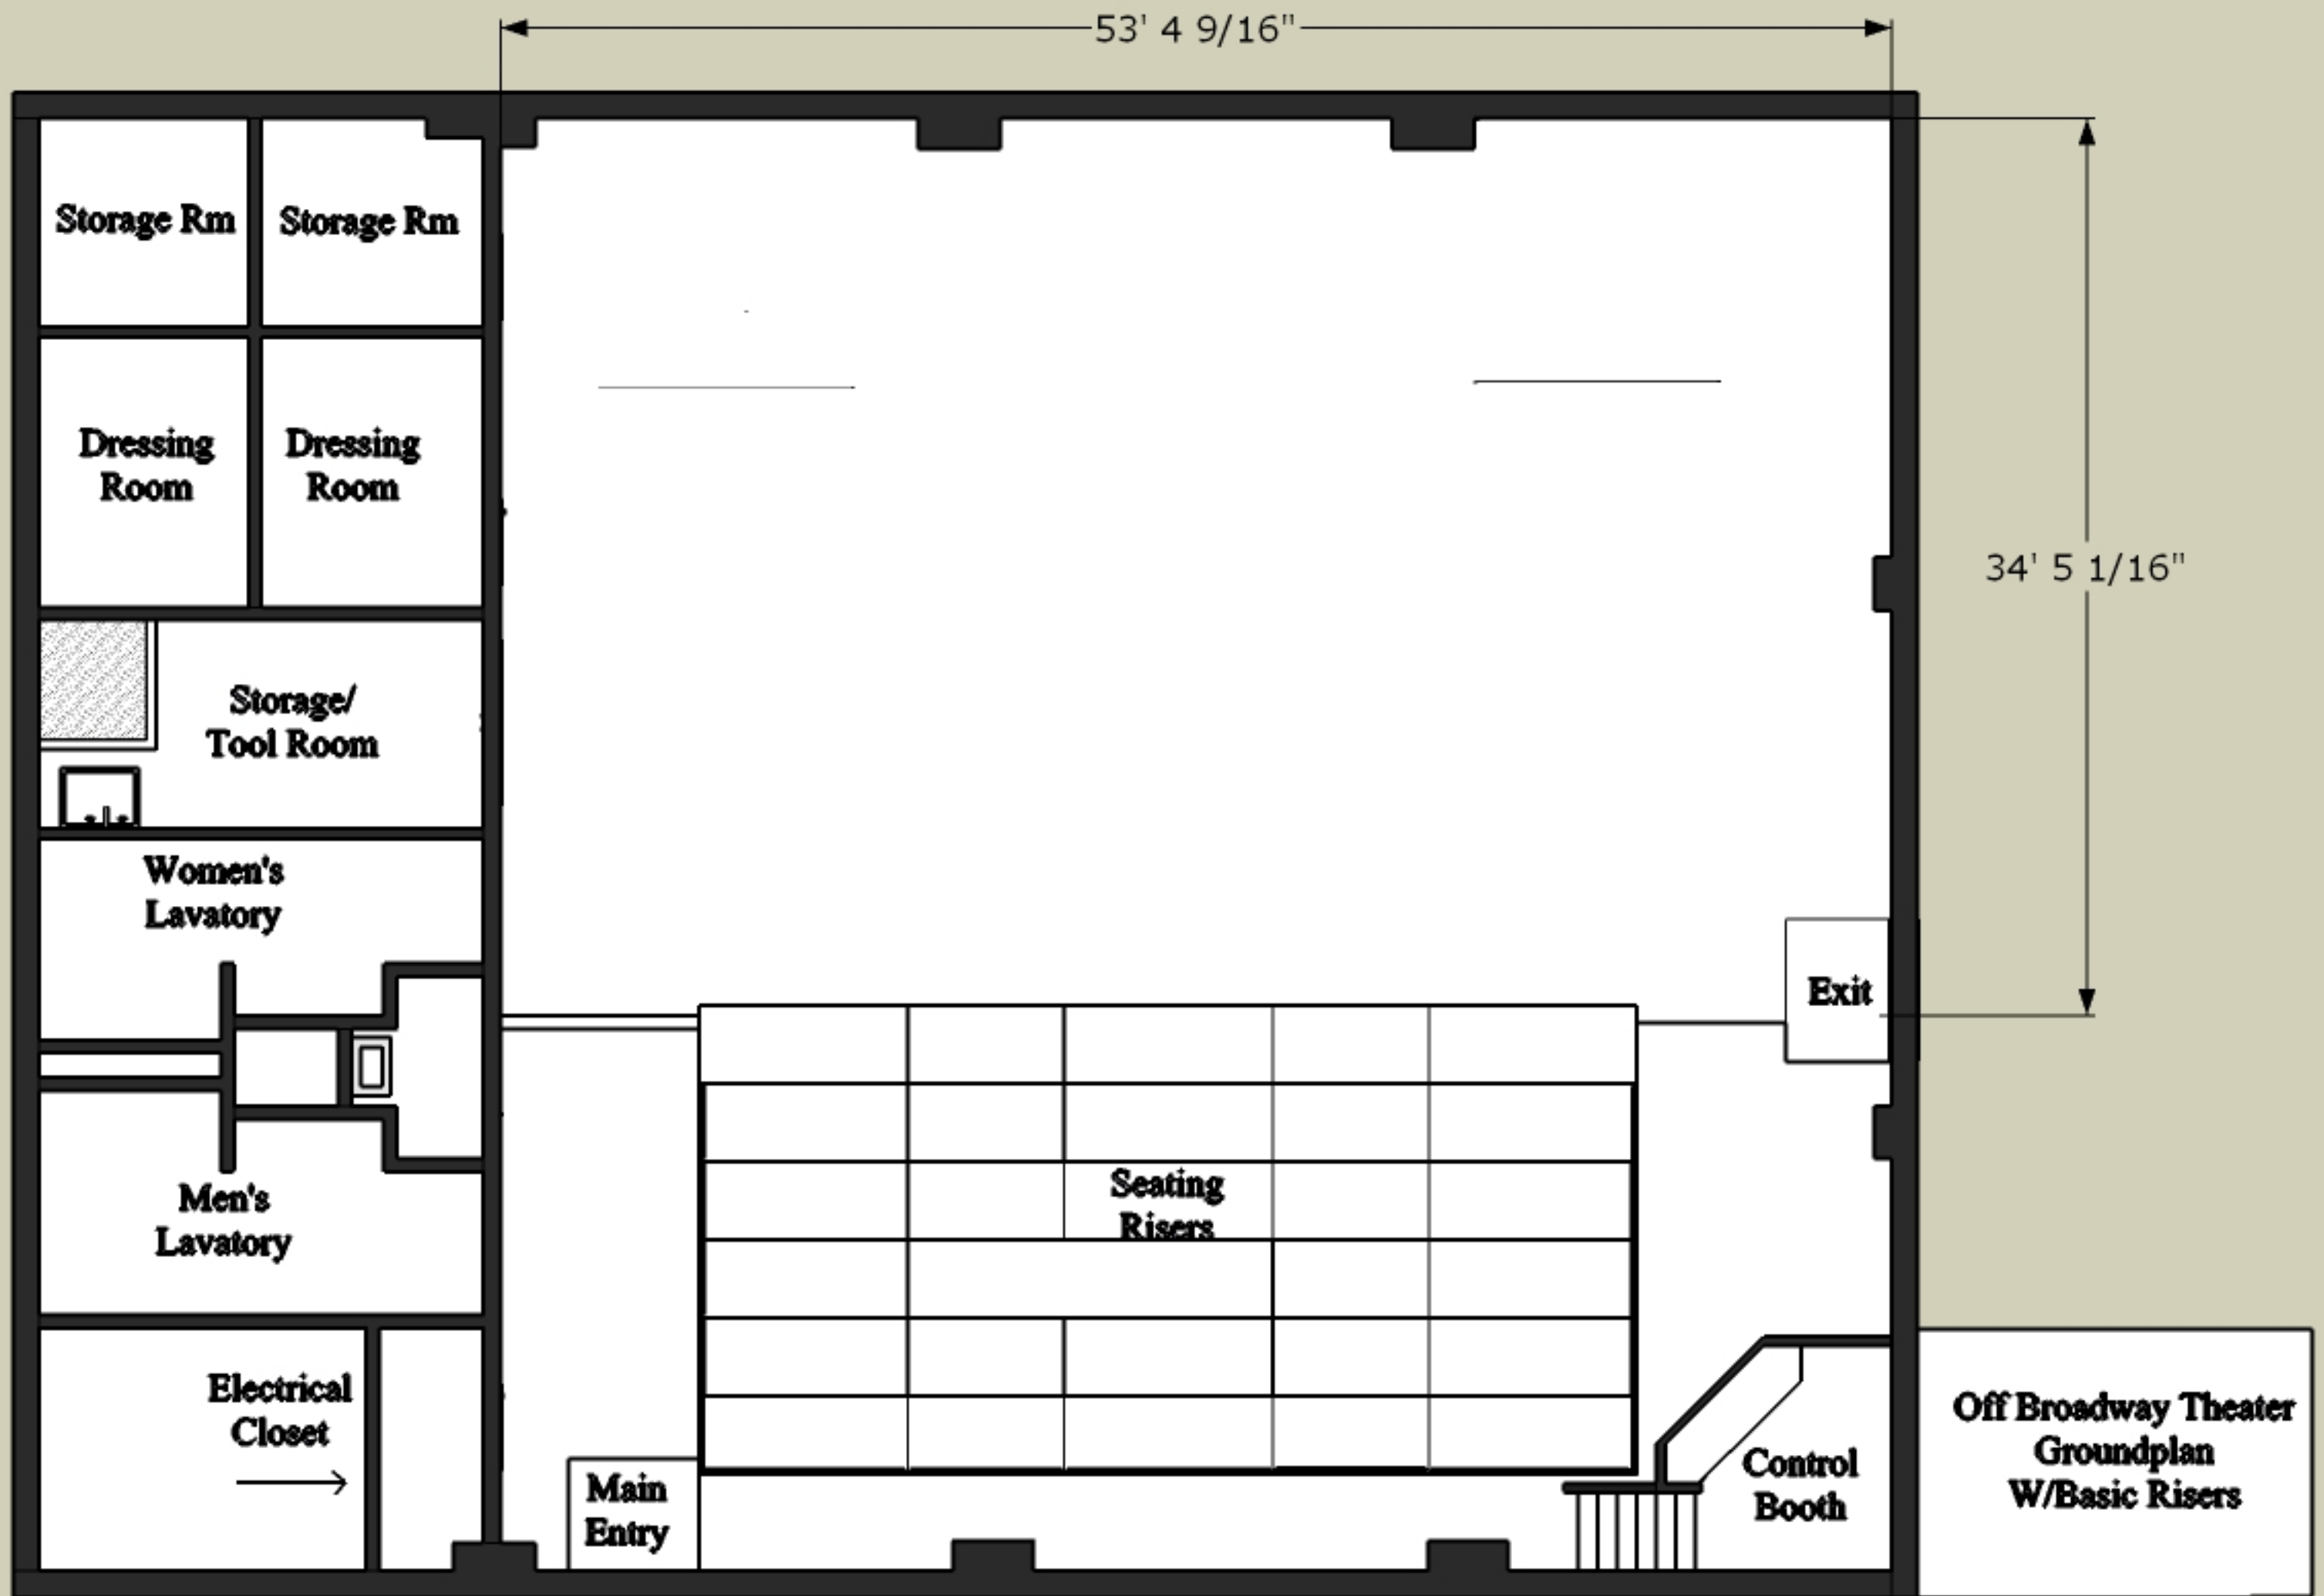 53' 4 9/16"
Storage Rm
Storage Rm
Dressing
Room
Dressing
Room
34' 5 1/16"
Storage/
Tool Room
Women's
Lavatory
Exit
Seating
Risers
Men's
Lavatory
Electrical
Closet
Main
Entry
Control
Booth
Off Broadway Theater
Groundplan
W/Basic Risers